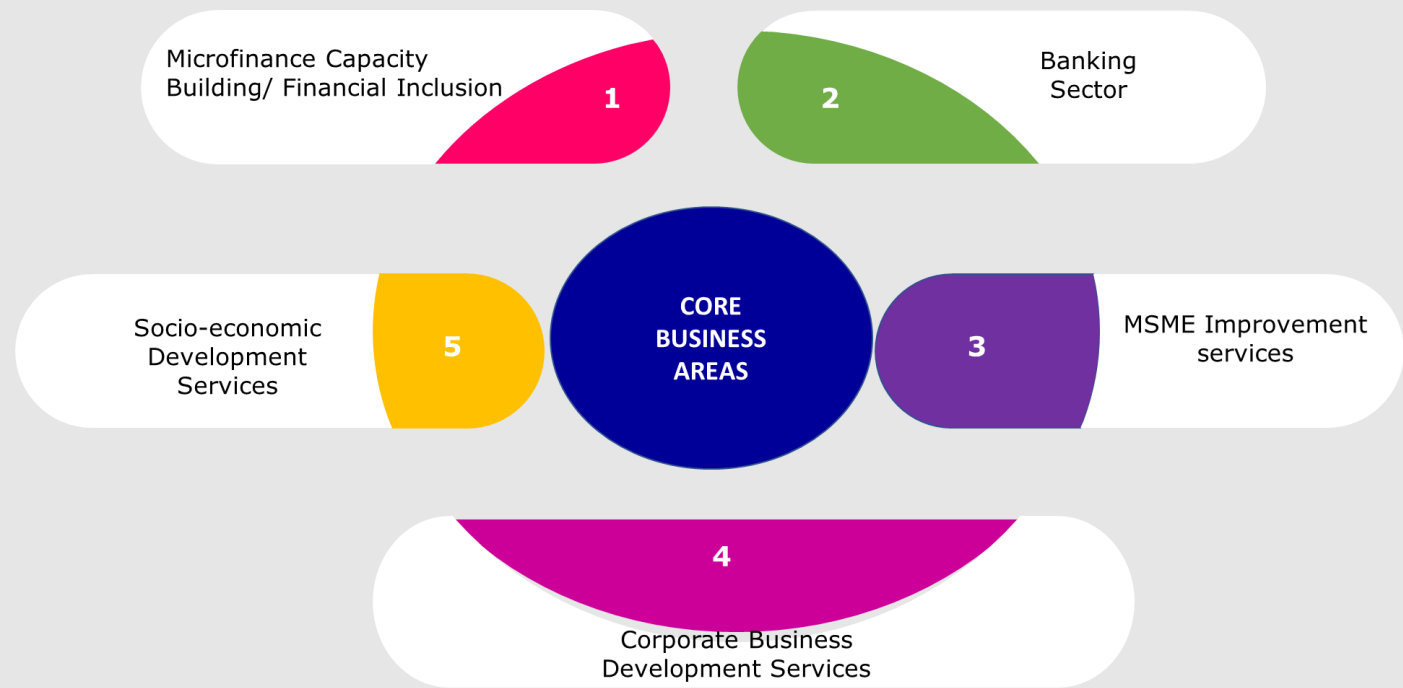 Microfinance Capacity
Building/ Financial Inclusion
1
2
Banking
Sector
CORE
BUSINESS
AREAS
Socio-economic
Development
Services
5
3
MSME Improvement
services
4
Corporate Business
Development Services